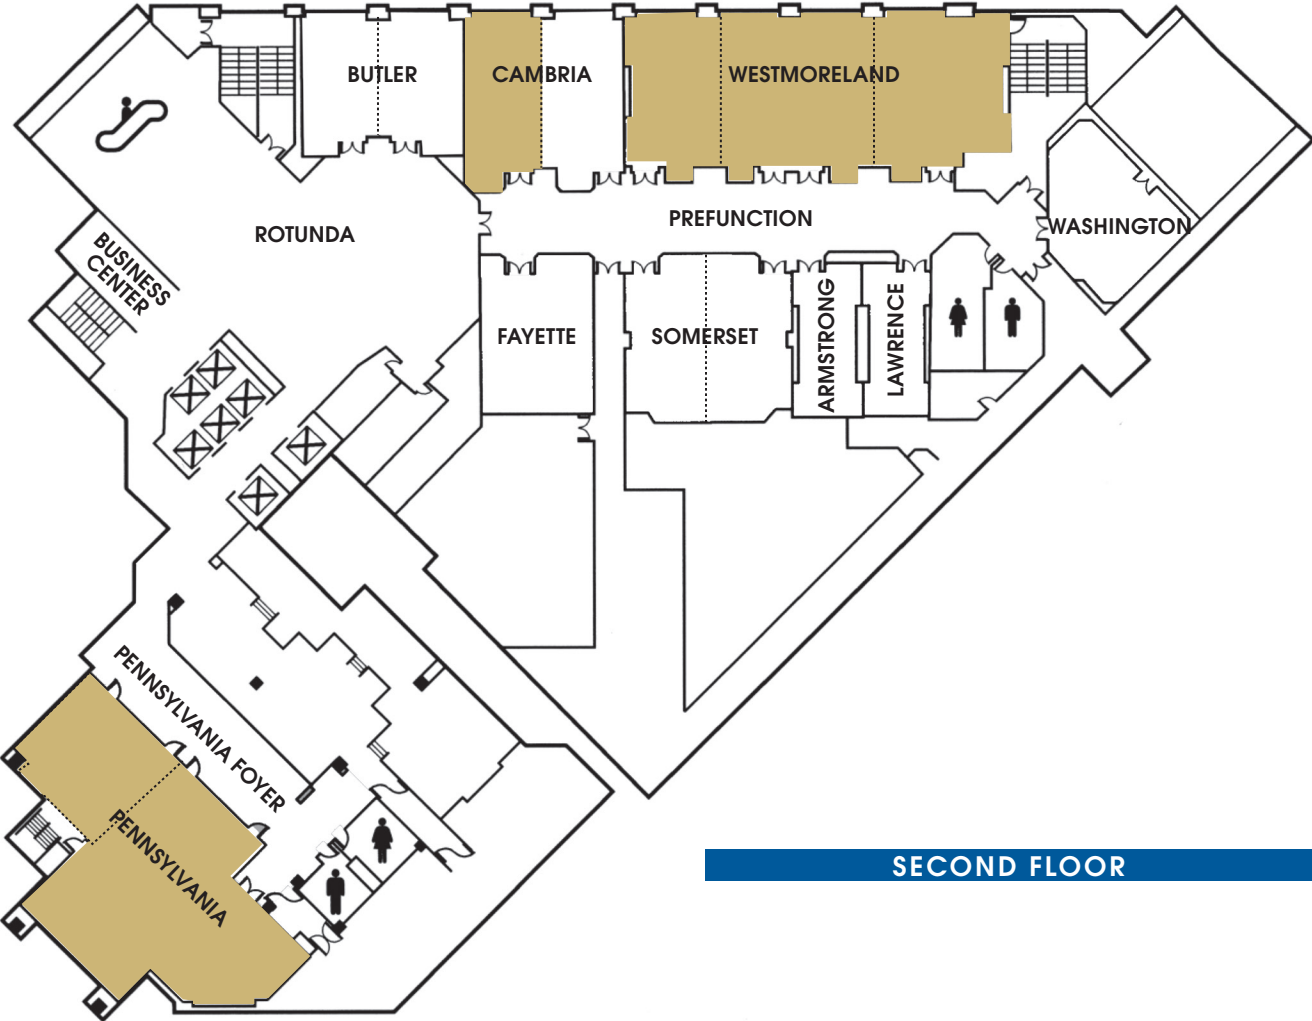 BUTLER
CAMBRIA
WESTMORELAND
ROTUNDA
PREFUNCTION
WASHINGTON
BUSINESS
CENTER
FAYETTE
SOMERSET
ARMSTRONG
LAWRENCE
PENNSYLVANIA FOYER
PENNSYLVANIA
SECOND FLOOR